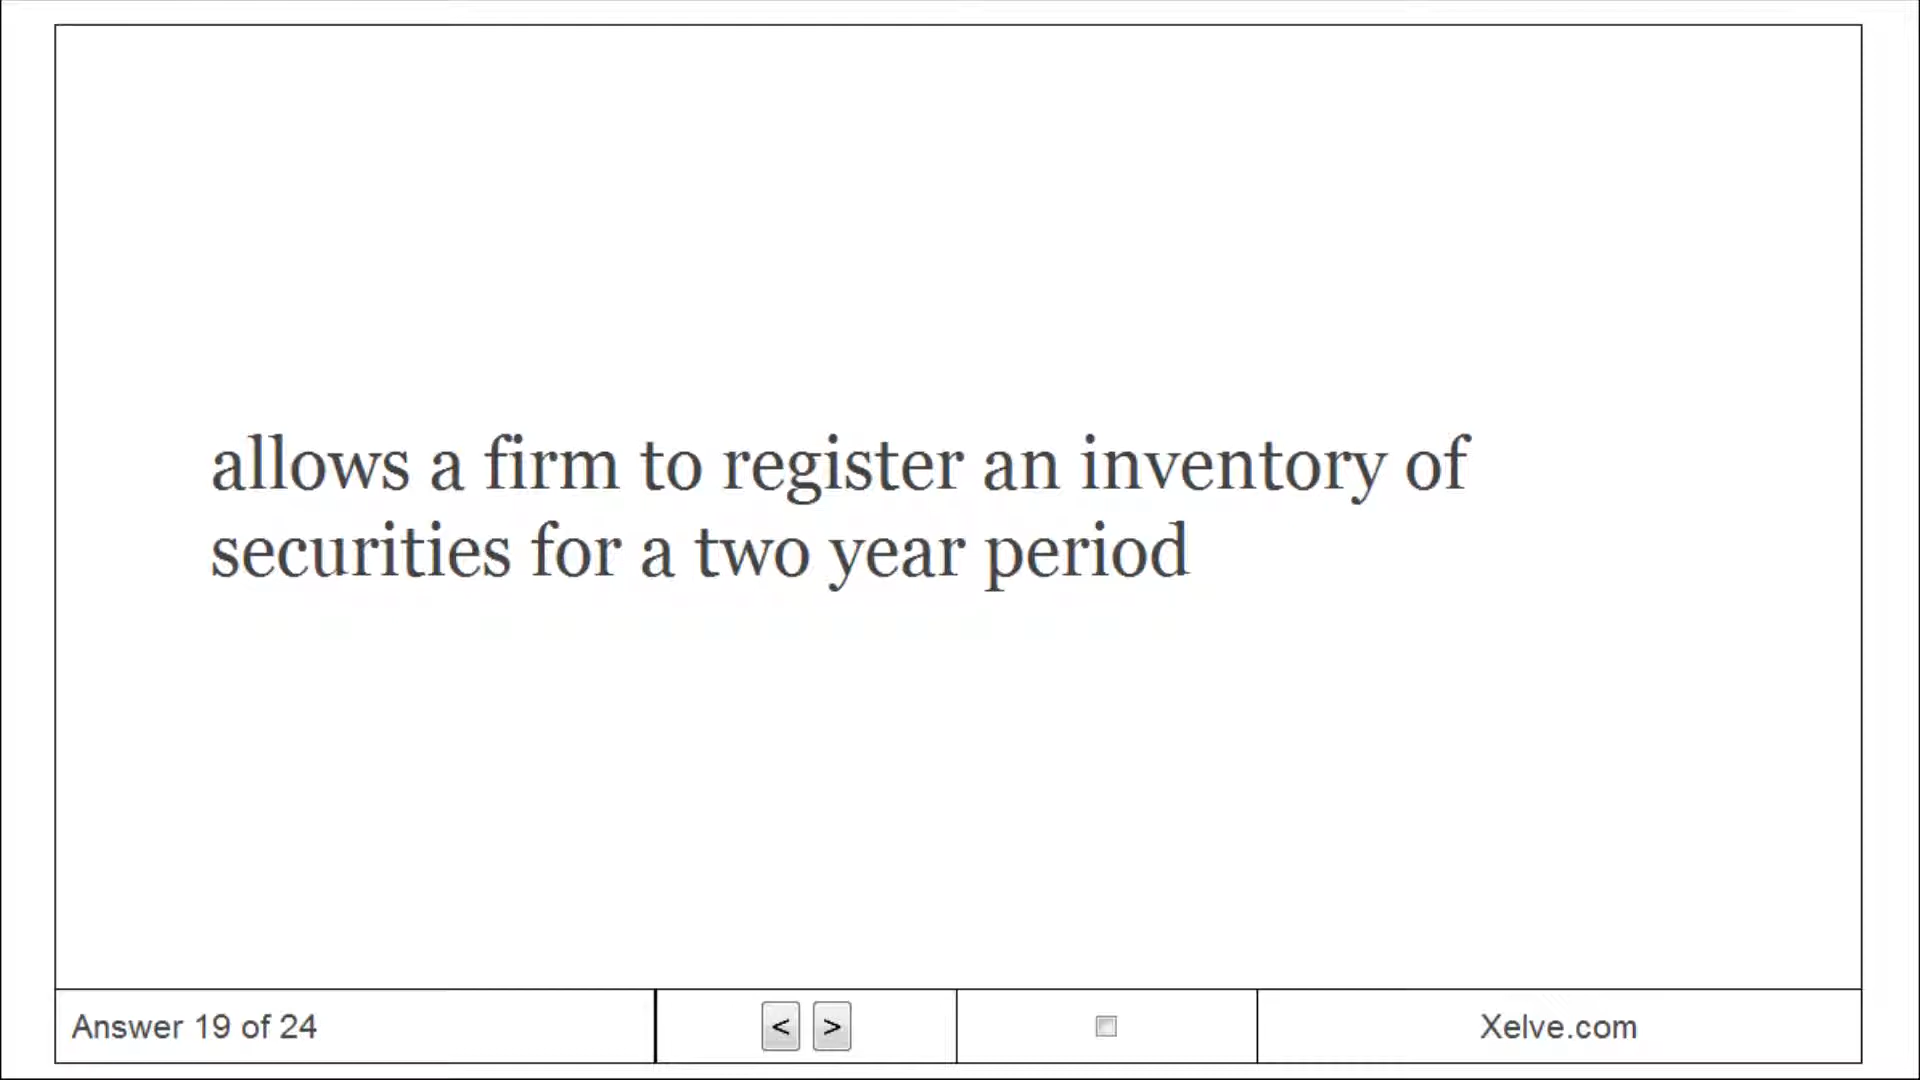 allows a firm to register an inventory of
securities for a two year period
Answer 19 of 24
< >
Xelve.com